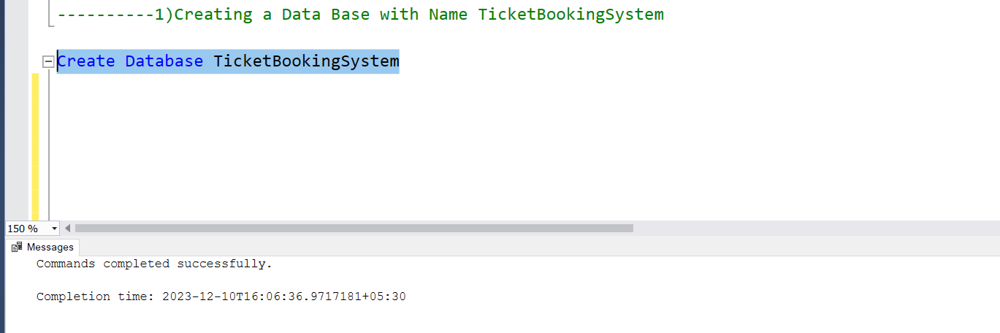 ----------1)Creating a Data Base with Name TicketBookingSystem
Create Database TicketBookingSystem
150 %
Messages
Commands completed successfully.
Completion time: 2023-12-10T16:06:36.9717181+05:30